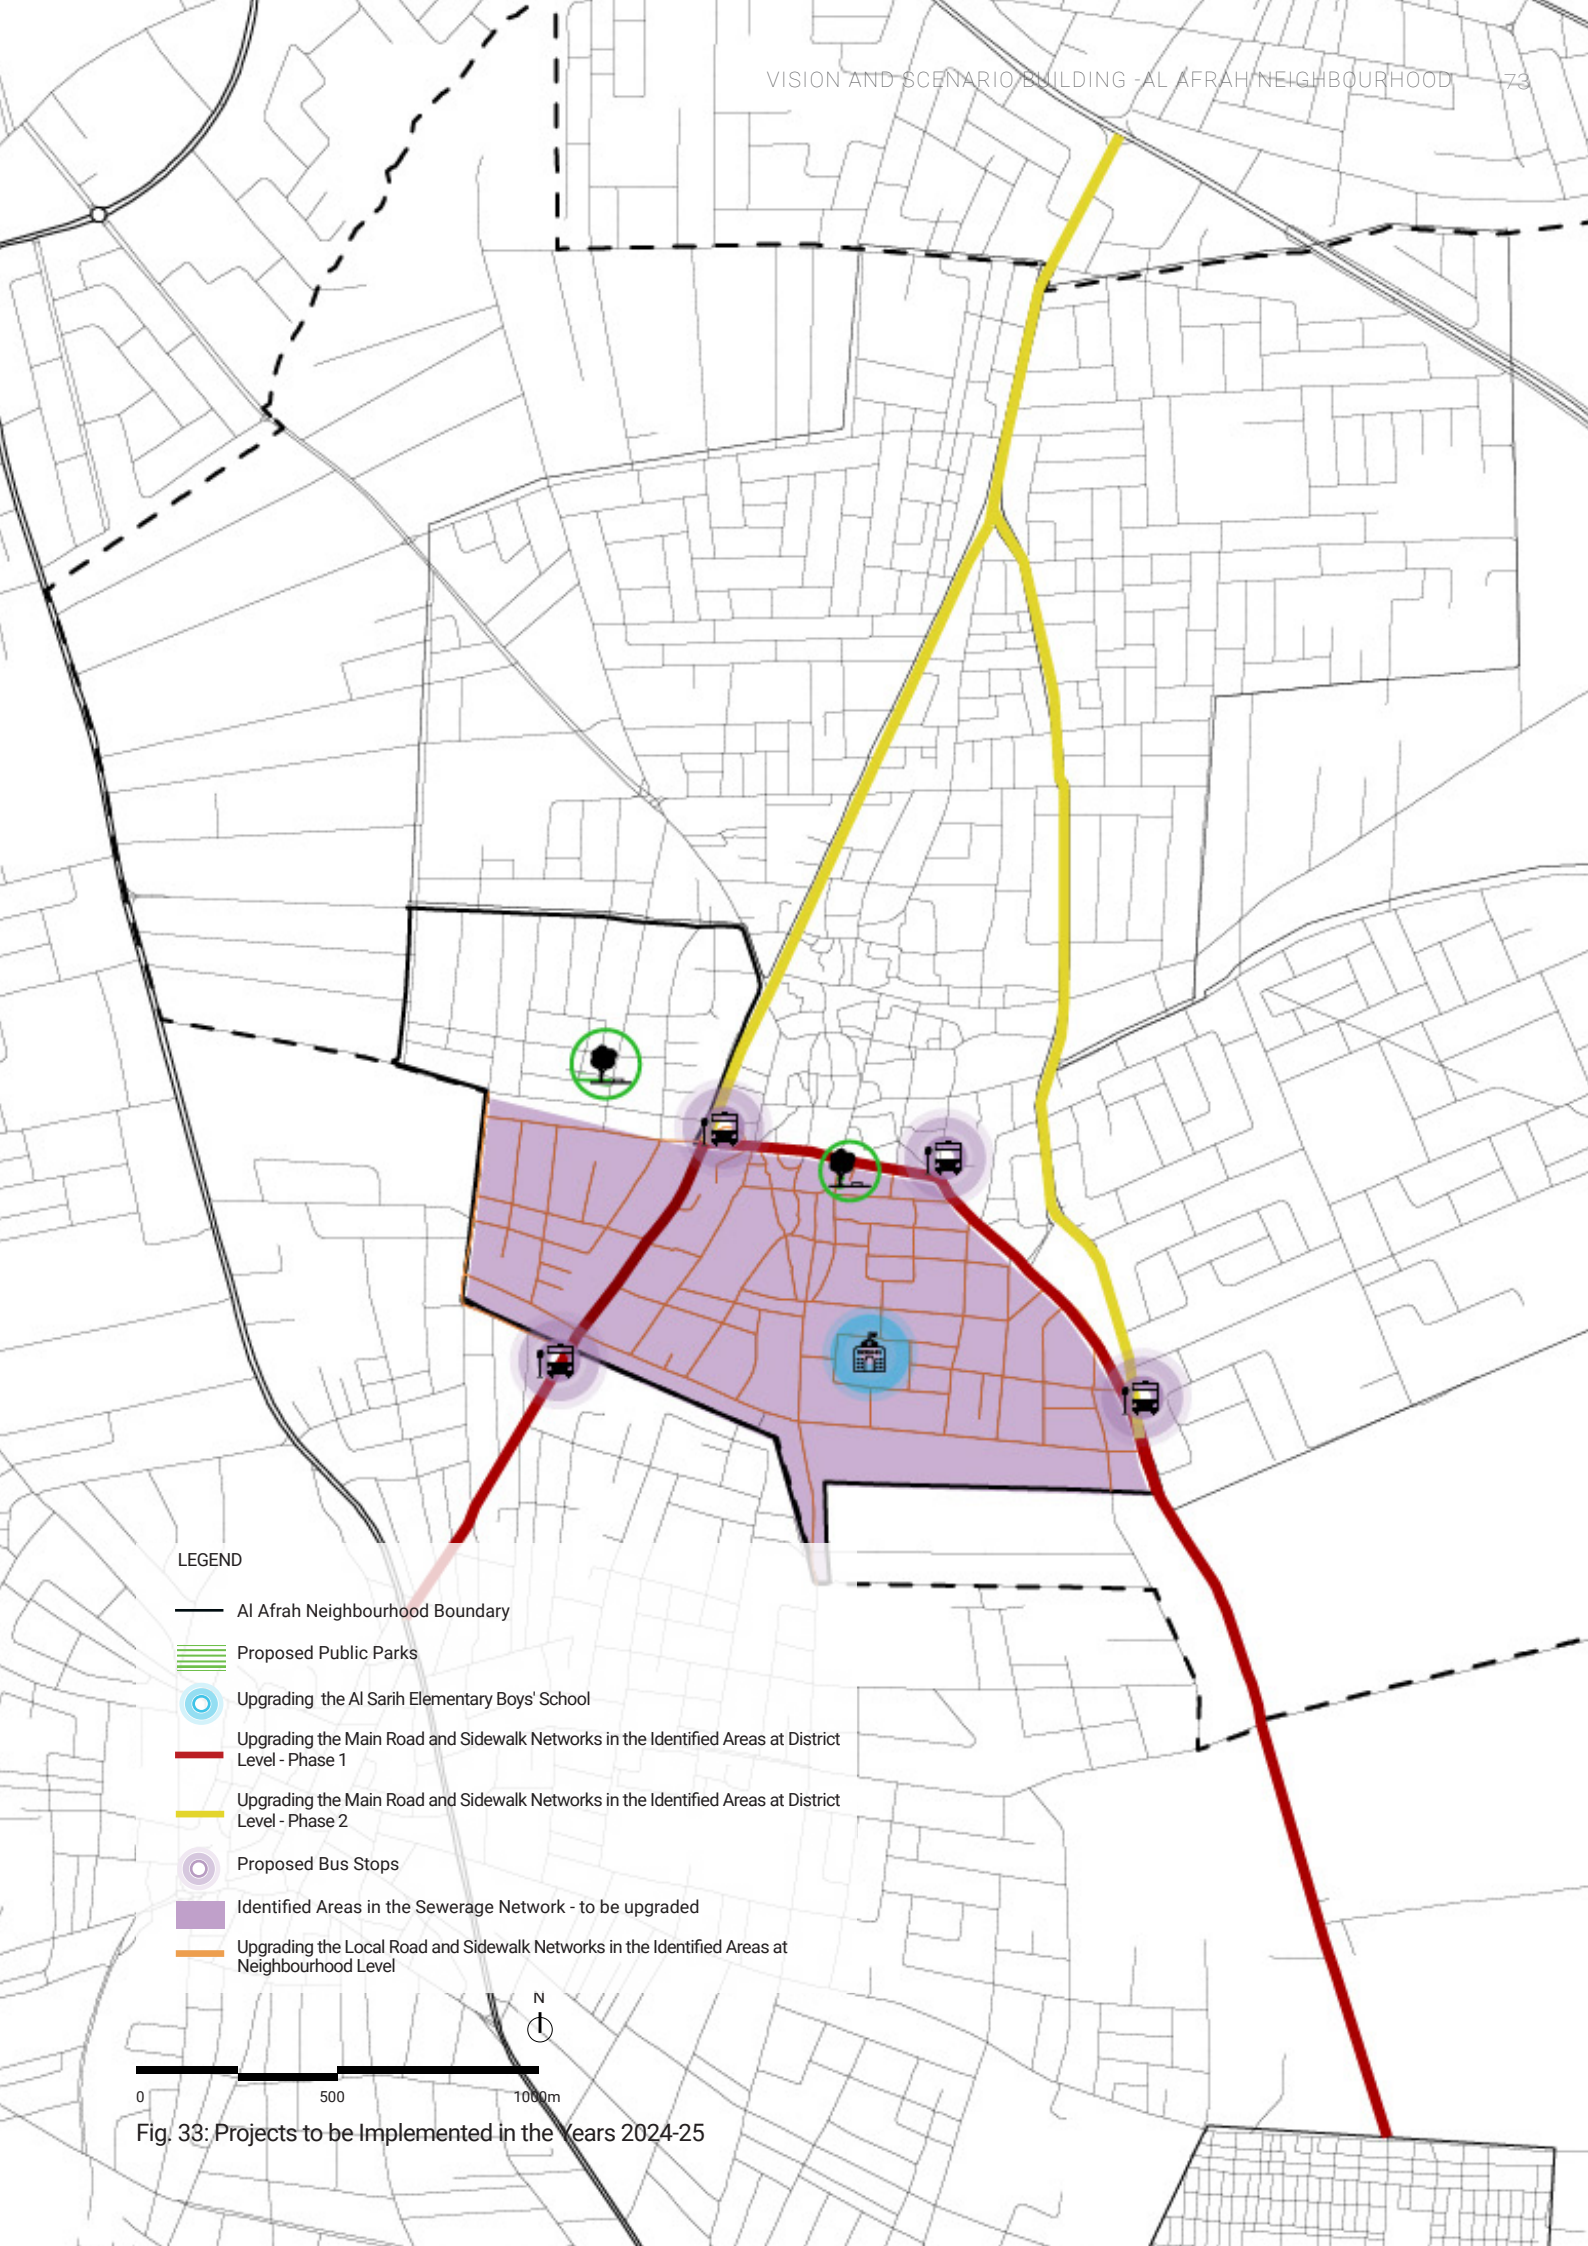 VISION AND SCENARIO BUILDING -AL AFRAH NEIGHBOURHOOD 73
LEGEND
Al Afrah Neighbourhood Boundary
Proposed Public Parks
Upgrading the Al Sarih Elementary Boys' School
Upgrading the Main Road and Sidewalk Networks in the Identified Areas at District
Level - Phase 1
Upgrading the Main Road and Sidewalk Networks in the Identified Areas at District
Level - Phase 2
Proposed Bus Stops
Identified Areas in the Sewerage Network - to be upgraded
Upgrading the Local Road and Sidewalk Networks in the Identified Areas at
Neighbourhood Level
N
0 500 1000m
Fig. 33: Projects to be Implemented in the Years 2024-25